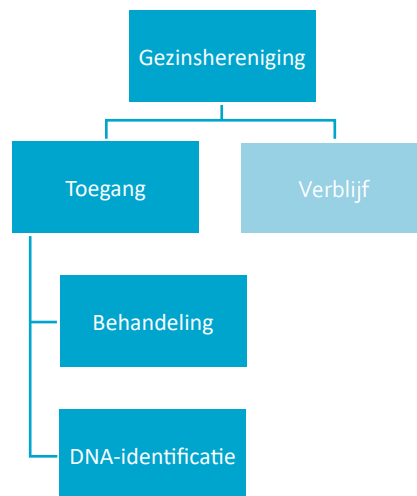 Gezinshereniging
Toegang
Verblijf
Behandeling
DNA-identificatie